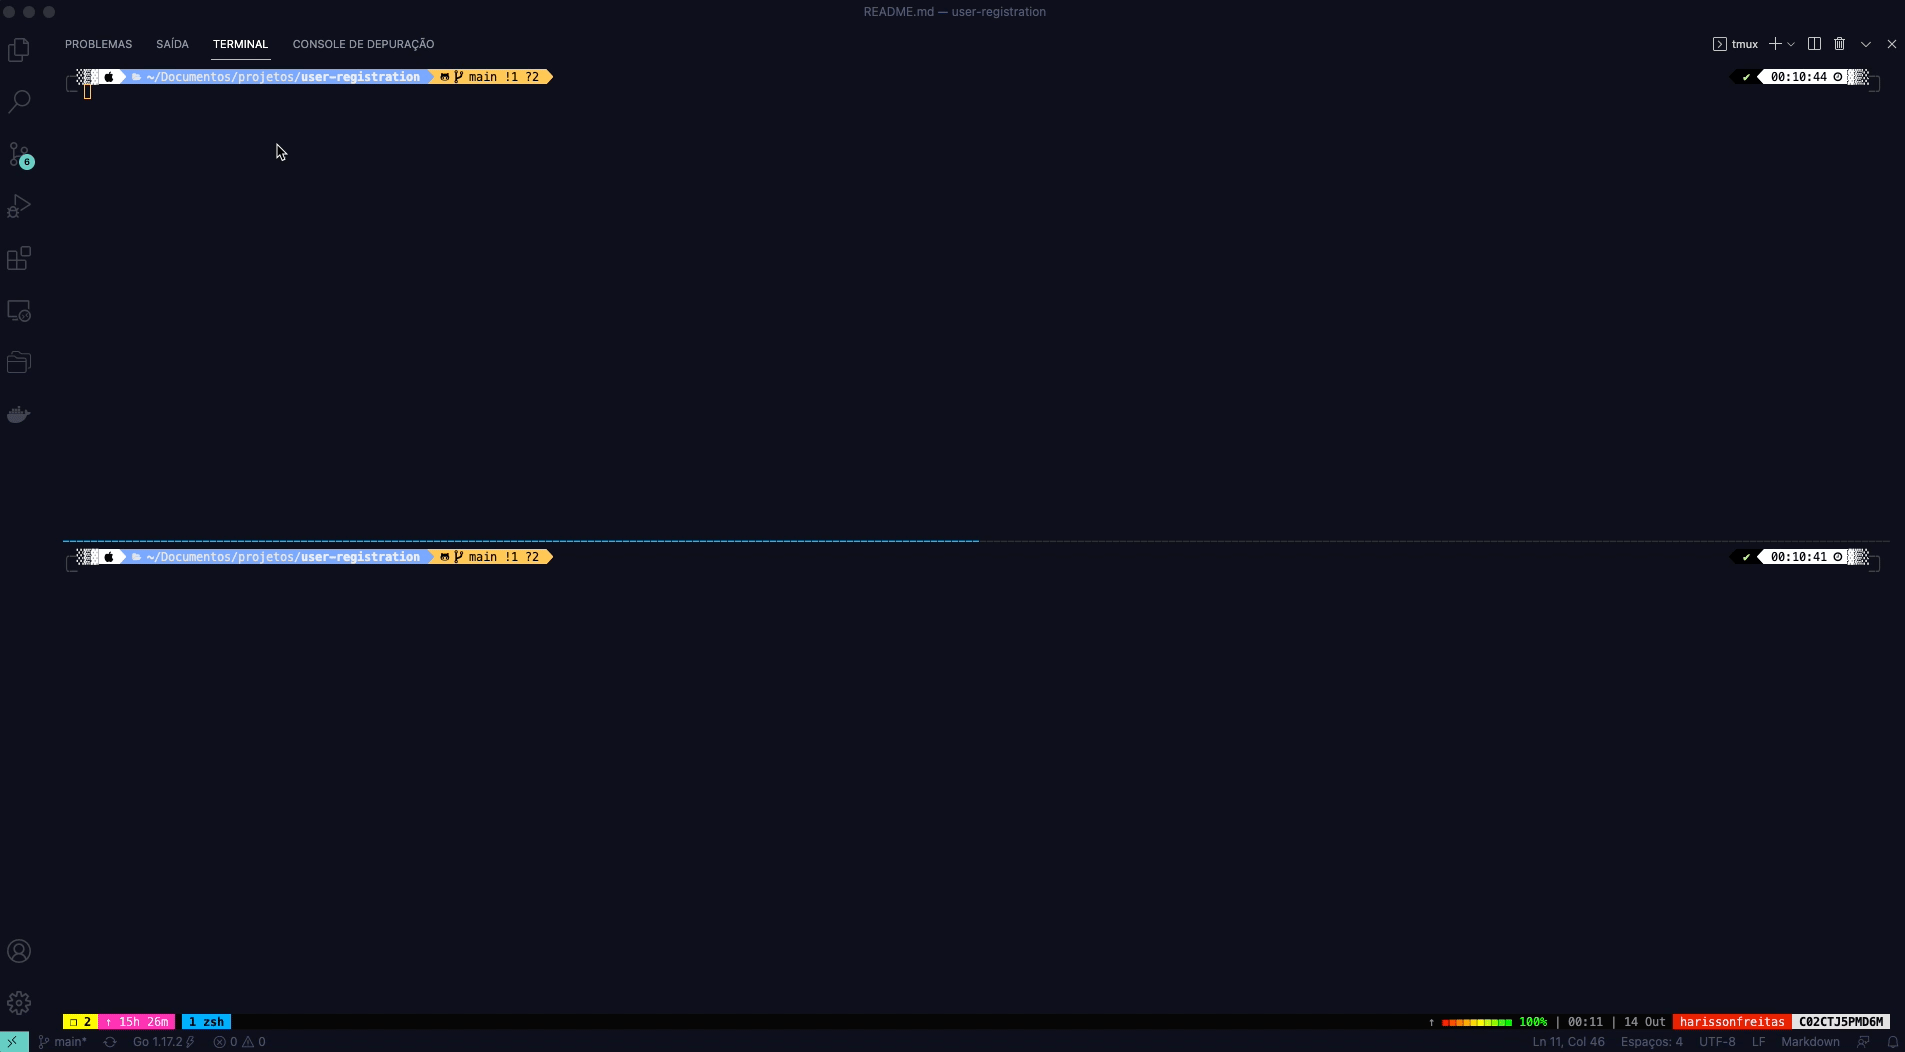 README.md — user-registration
PROBLEMAS SAÍDA TERMINAL CONSOLE DE DEPURAÇÃO tmux
~/Documentos/projetos/user-registration main !1 ?2 ✔ 00:10:44
6
~/Documentos/projetos/user-registration main !1 ?2 ✔ 00:10:41
2 ↑ 15h 26m 1 zsh ↑ 100% | 00:11 | 14 Out harissonfreitas C02CTJ5PMD6M
main* Go 1.17.2 0 0 Ln 11, Col 46 Espaços: 4 UTF-8 LF Markdown